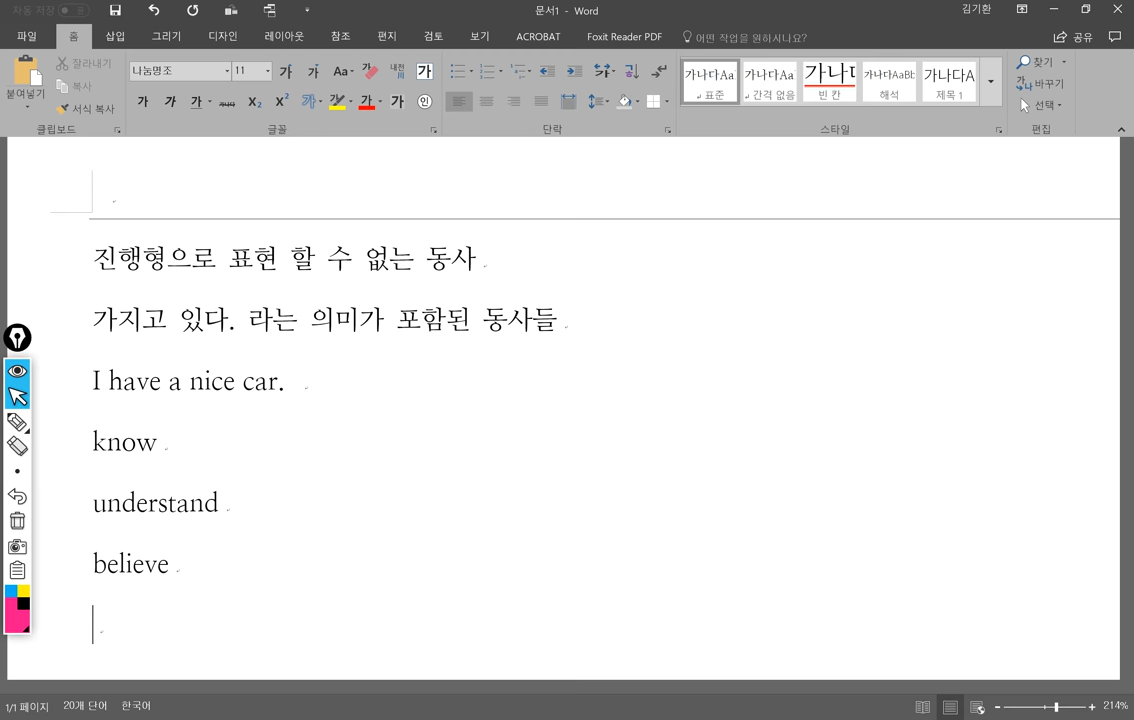 자동 저장
문서1 - Word
김기환
파일 홈 삽입 그리기 디자인 레이아웃 참조 편지 검토 보기 ACROBAT Foxit Reader PDF 어떤 작업을 원하시나요? 공유
붙여넣기
잘라내기
복사
서식 복사
클립보드
나눔명조 11
글꼴
단락
가나다Aa
↲ 표준
가나다Aa
↲ 간격 없음
빈 칸
가나다AaBb
해석
가나다A
제목 1
스타일
찾기
바꾸기
선택
편집
진행형으로 표현 할 수 없는 동사
가지고 있다. 라는 의미가 포함된 동사들
I have a nice car.
know
understand
believe
1/1 페이지 20개 단어 한국어 214%